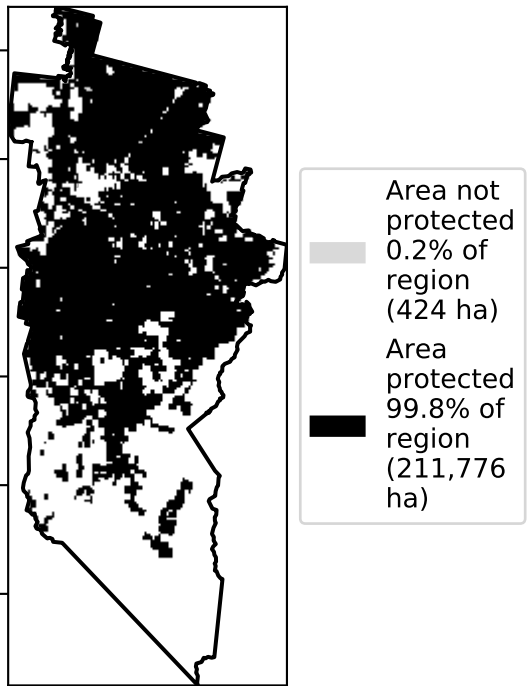 Area not
protected
0.2% of
region
(424 ha)
Area
protected
99.8% of
region
(211,776
ha)